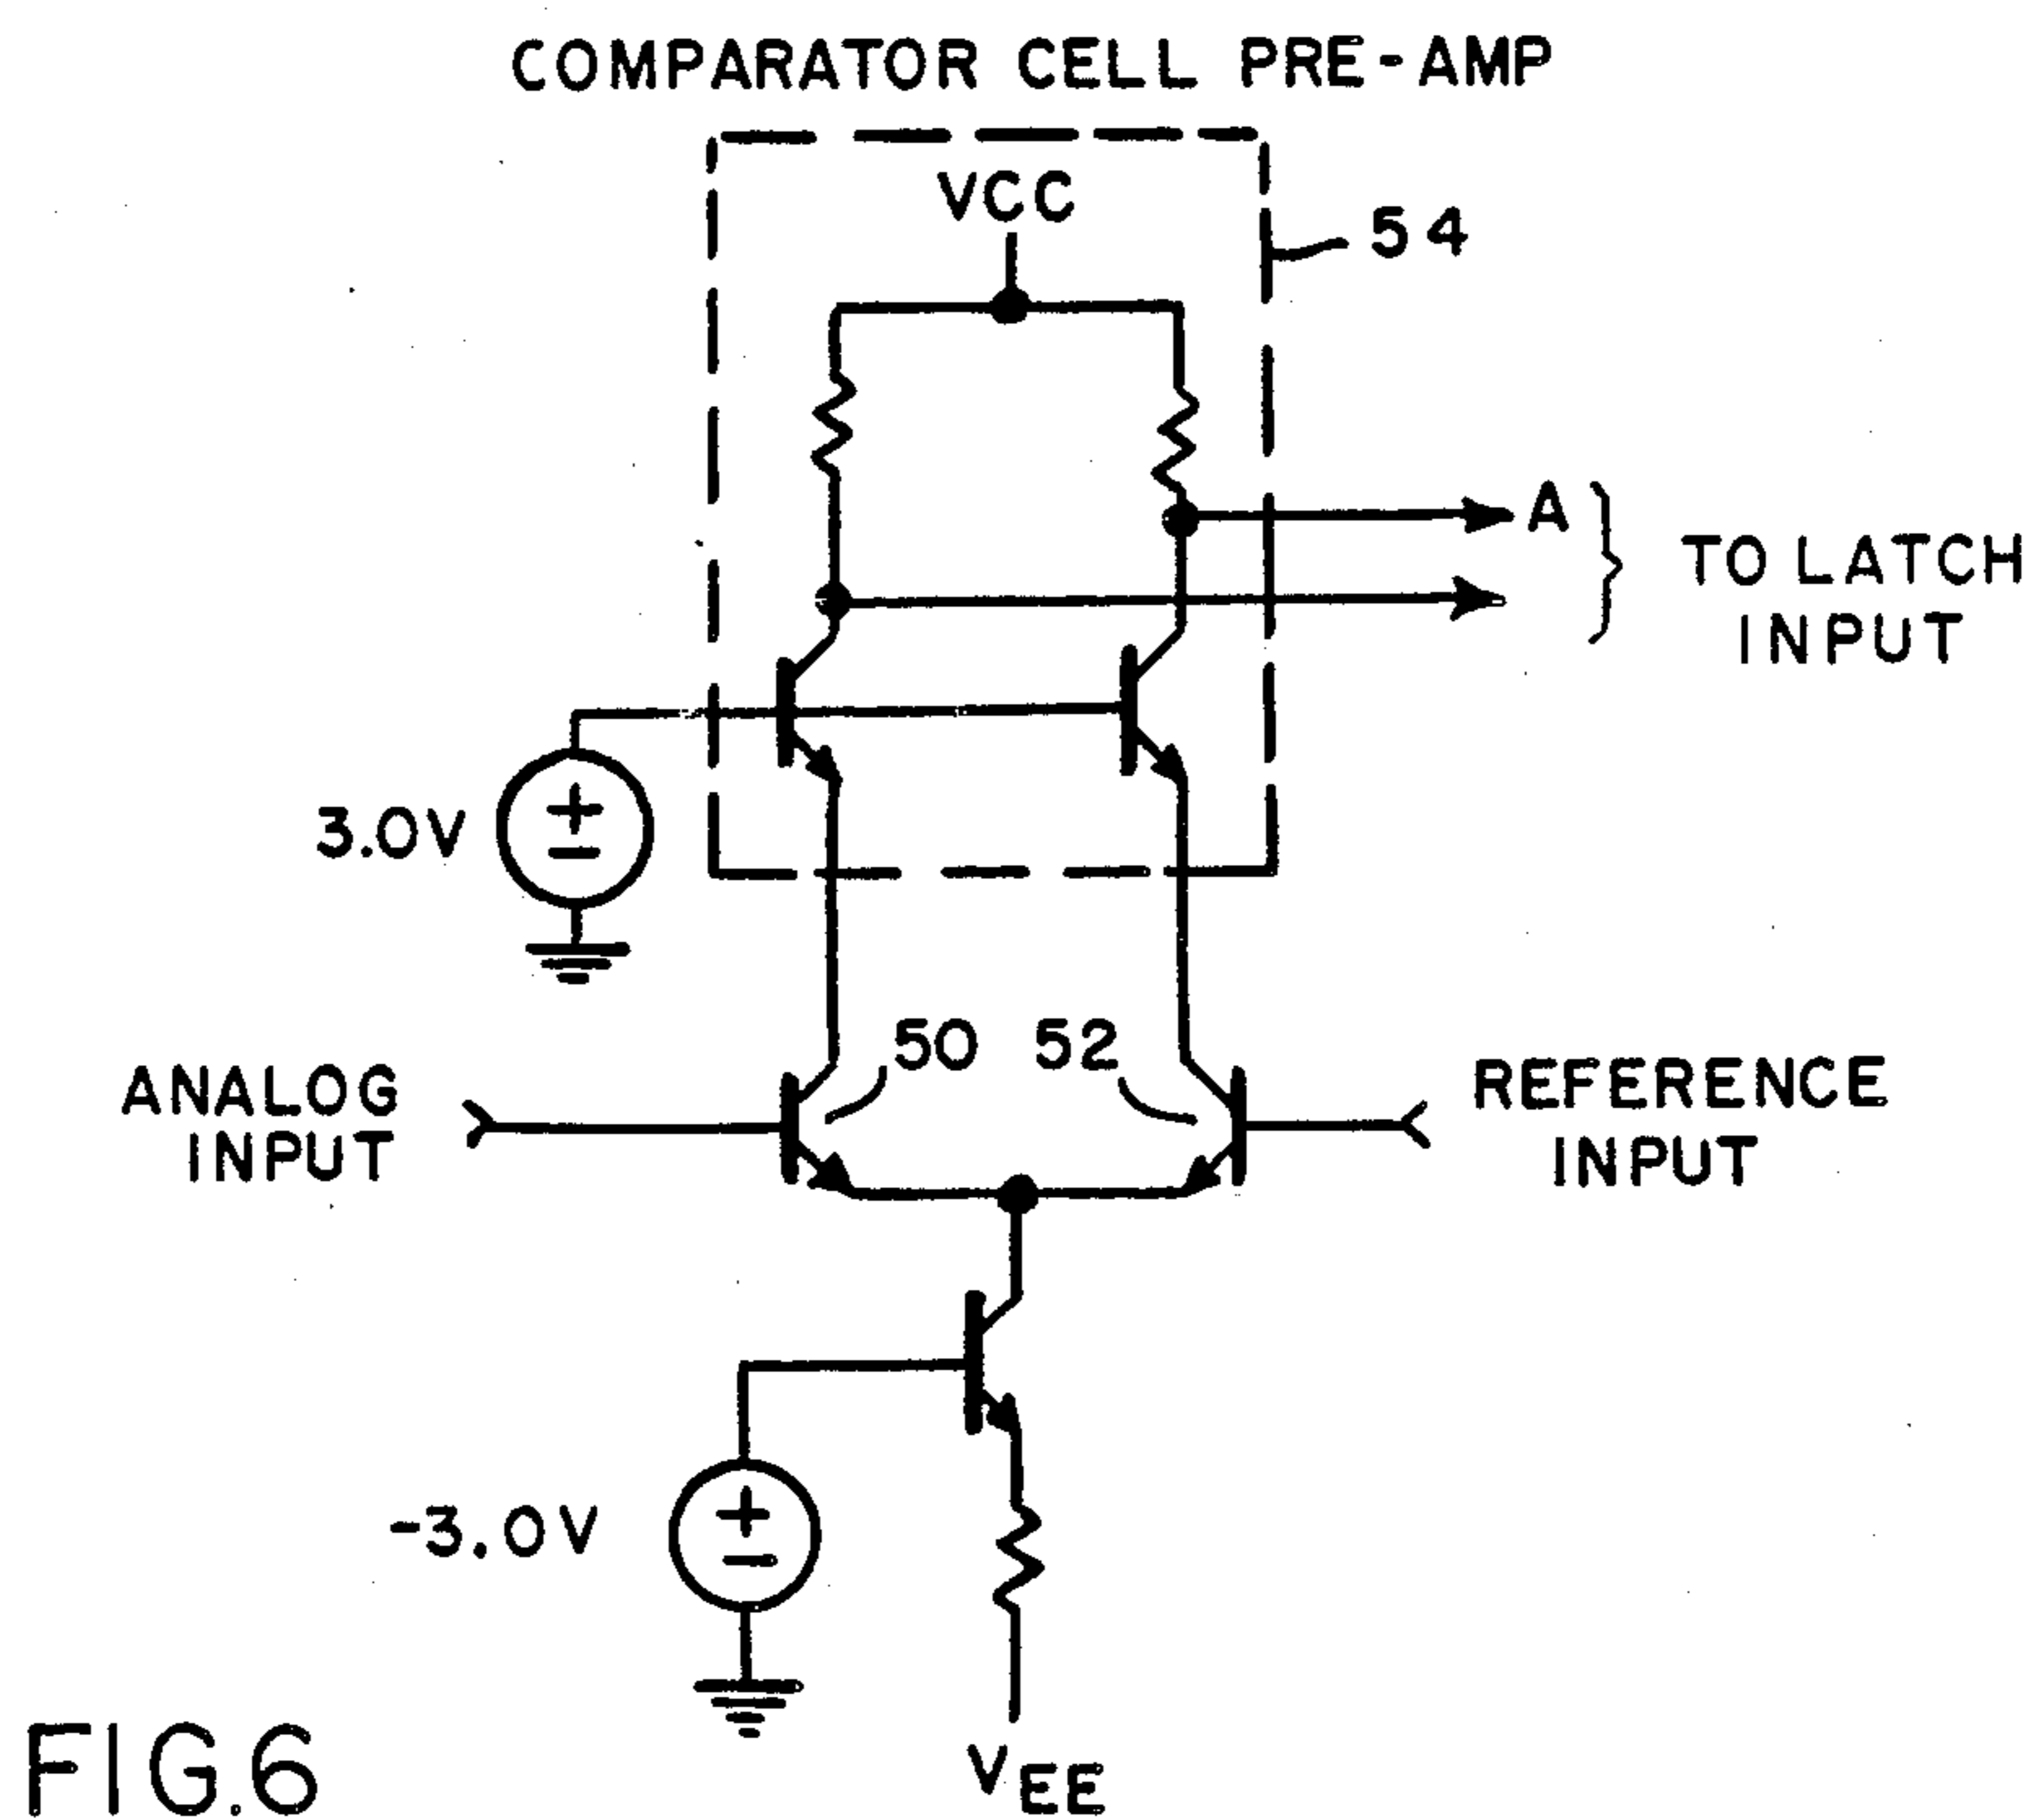 COMPARATOR CELL PRE-AMP
VCC
54
A
TO LATCH
INPUT
+
−
3.0V
50 52
ANALOG
INPUT
REFERENCE
INPUT
+
−
-3.0V
VEE
FIG.6